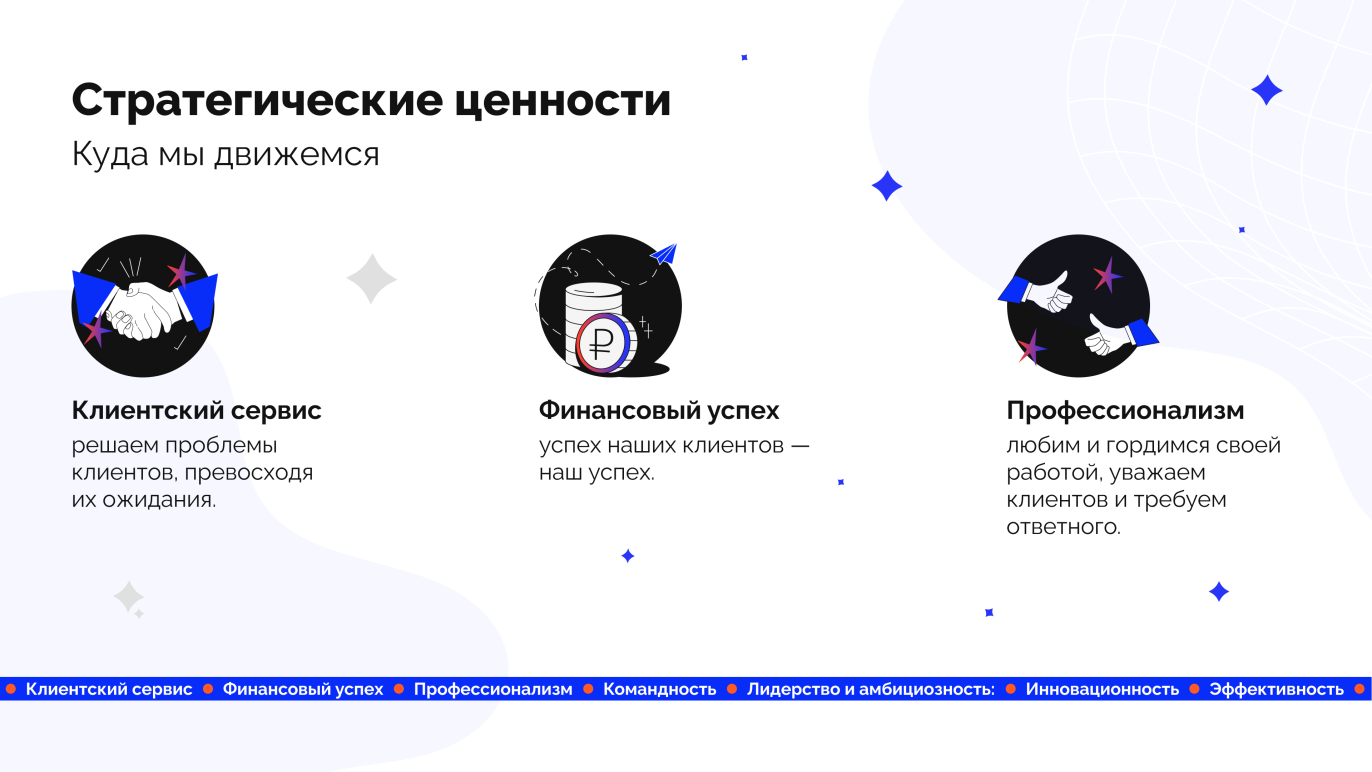 Стратегические ценности
Куда мы движемся
Клиентский сервис
решаем проблемы
клиентов, превосходя
их ожидания.
Финансовый успех
успех наших клиентов —
наш успех.
Профессионализм
любим и гордимся своей
работой, уважаем
клиентов и требуем
ответного.
Клиентский сервис Финансовый успех Профессионализм Командность Лидерство и амбициозность: Инновационность Эффективность